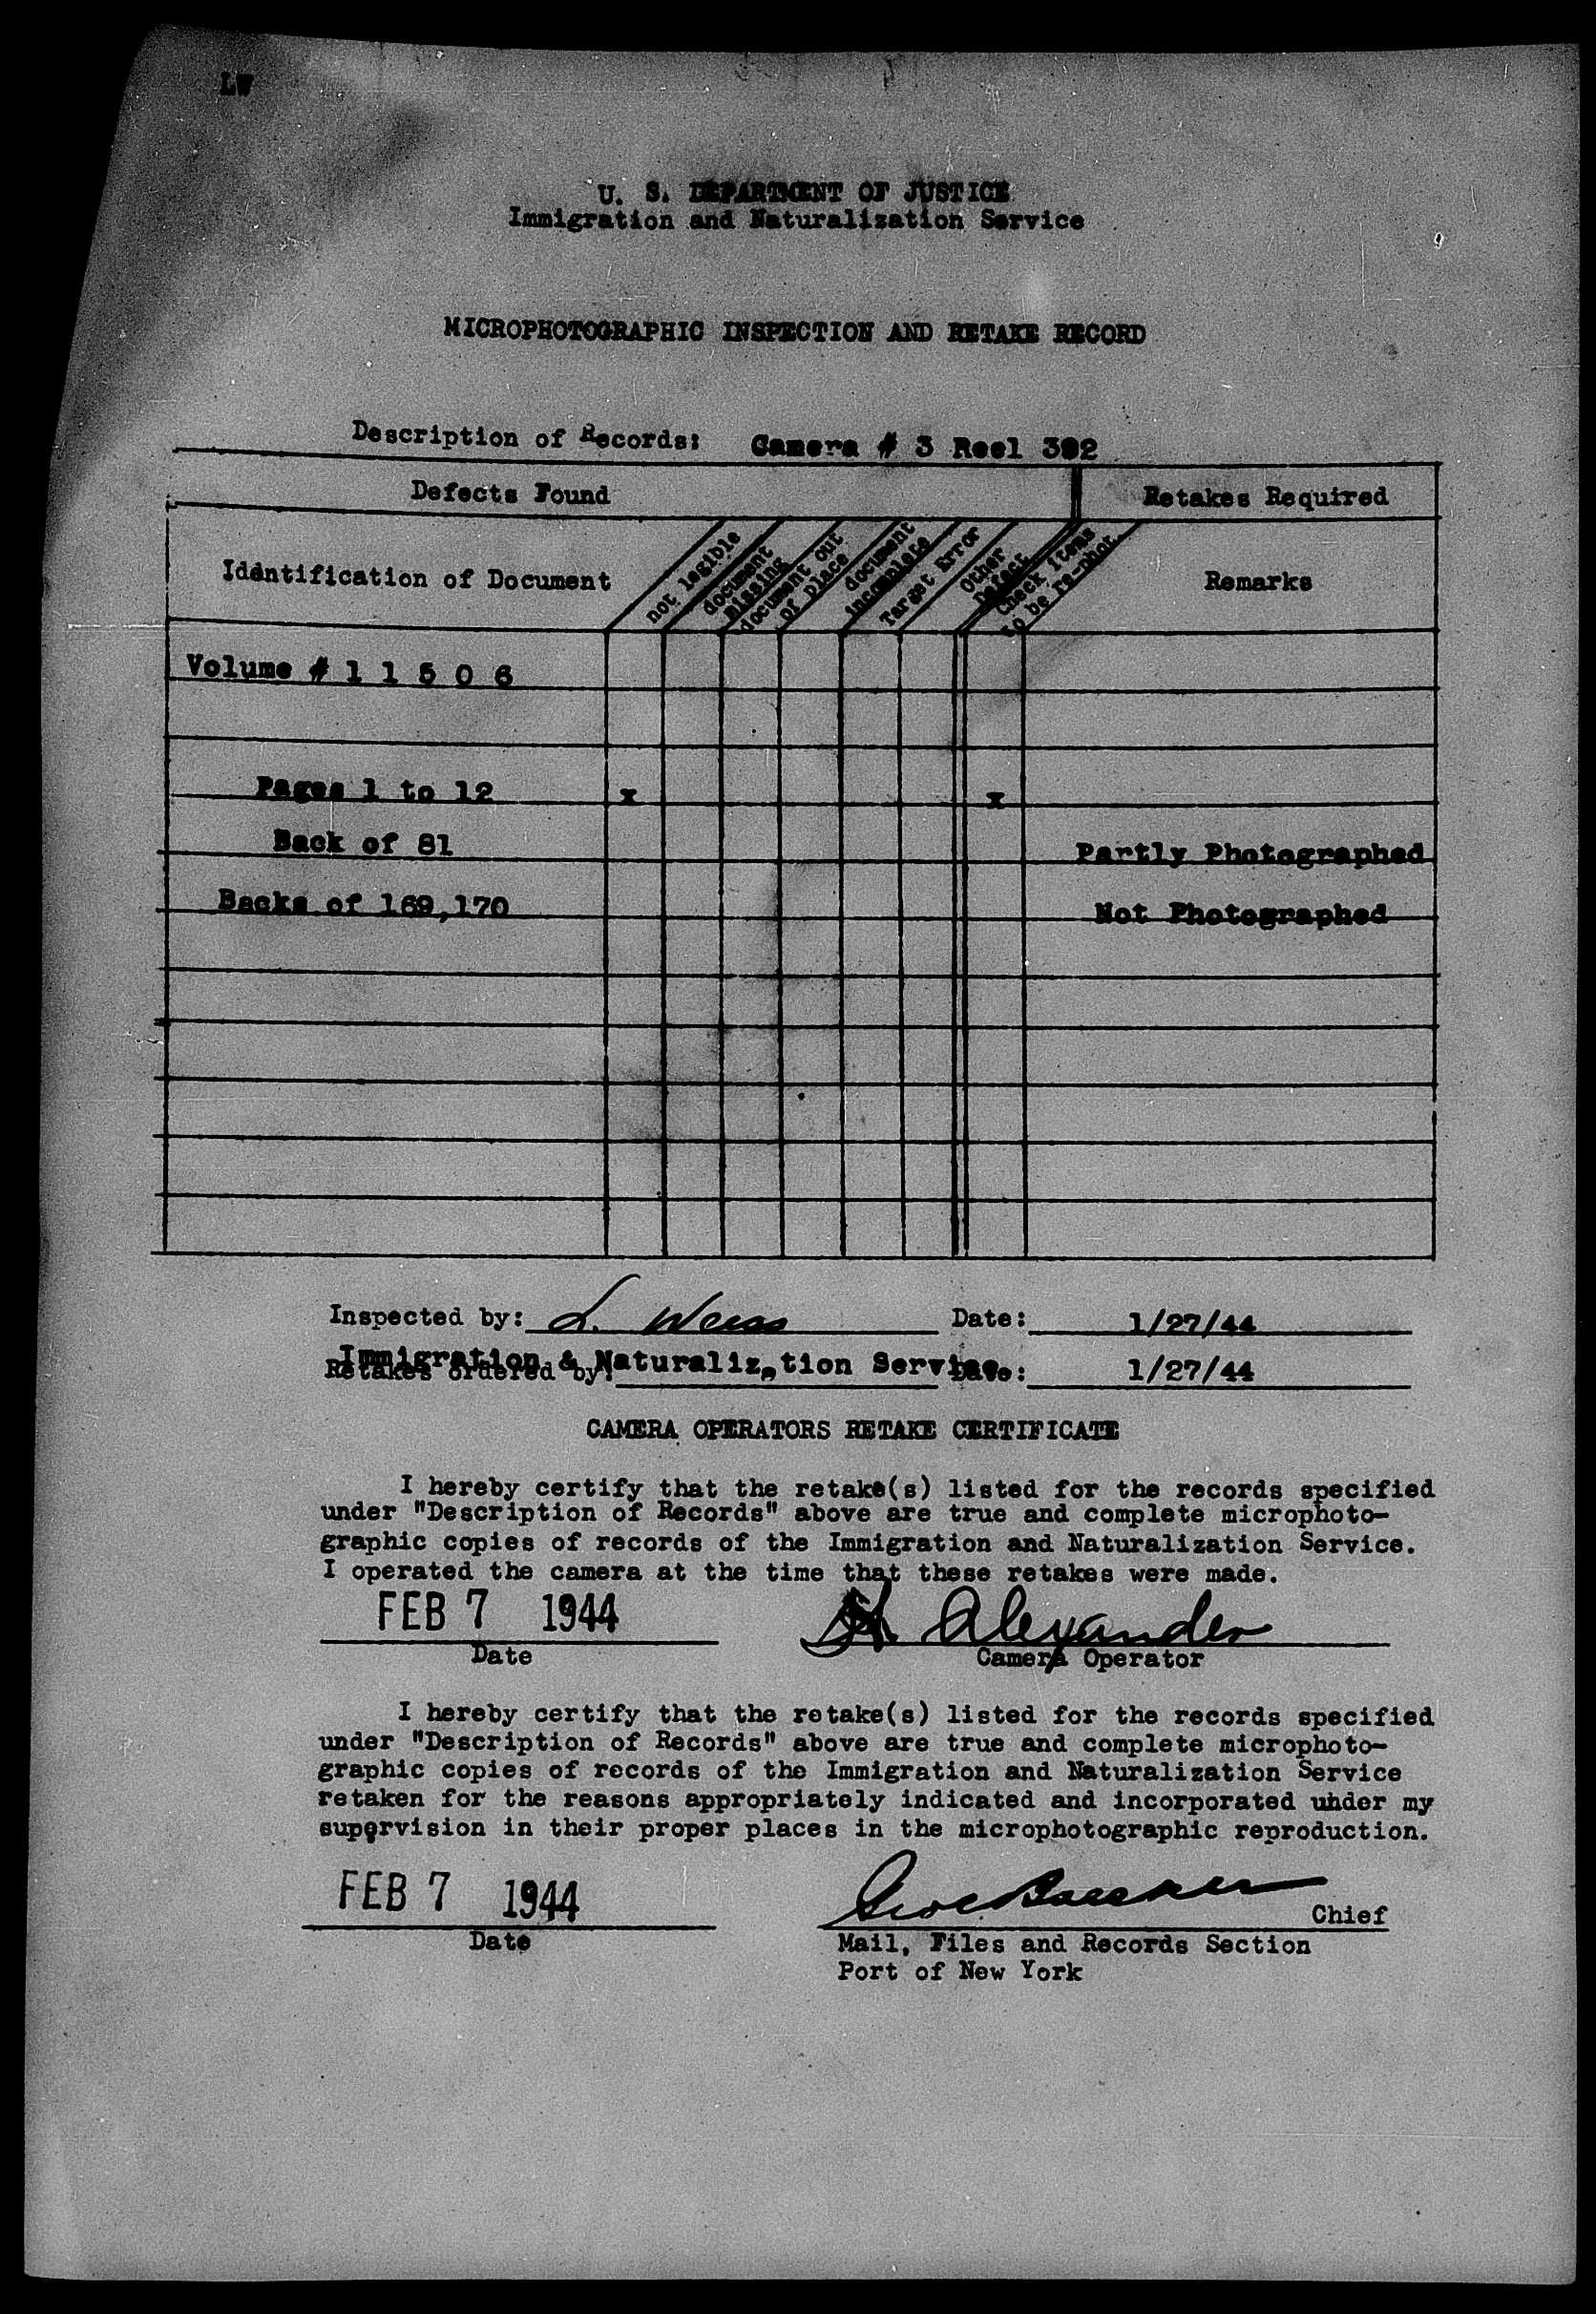 LW
U. S. DEPARTMENT OF JUSTICE
Immigration and Naturalization Service
MICROPHOTOGRAPHIC INSPECTION AND RETAKE RECORD
Description of Records: Camera # 3 Reel 392
Defects Found
Retakes Required
Identification of Document
not legible
document missing
document out of place
document incomplete
Target Error
Other Defect
Check items to be re-shot
Remarks
Volume # 1 1 5 0 6
Pages 1 to 12 x x
Back of 81 Partly Photographed
Backs of 169,170 Not Photographed
Inspected by: L. Weiss Date: 1/27/44
Immigration & Naturalization Service
Retakes ordered by: Date: 1/27/44
CAMERA OPERATORS RETAKE CERTIFICATE
I hereby certify that the retake(s) listed for the records specified
under "Description of Records" above are true and complete microphoto-
graphic copies of records of the Immigration and Naturalization Service.
I operated the camera at the time that these retakes were made.
FEB 7 1944 Alexander
Date Camera Operator
I hereby certify that the retake(s) listed for the records specified
under "Description of Records" above are true and complete microphoto-
graphic copies of records of the Immigration and Naturalization Service
retaken for the reasons appropriately indicated and incorporated under my
supervision in their proper places in the microphotographic reproduction.
FEB 7 1944
Chief
Date Mail, Files and Records Section
Port of New York